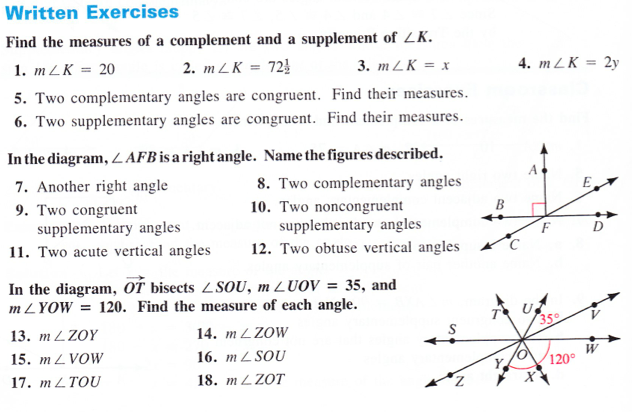 Written Exercises
Find the measures of a complement and a supplement of ∠K.
1. m∠K = 20 2. m∠K = 72½ 3. m∠K = x 4. m∠K = 2y
5. Two complementary angles are congruent. Find their measures.
6. Two supplementary angles are congruent. Find their measures.
In the diagram, ∠AFB is a right angle. Name the figures described.
7. Another right angle 8. Two complementary angles
9. Two congruent supplementary angles 10. Two noncongruent supplementary angles
11. Two acute vertical angles 12. Two obtuse vertical angles
A
E
B
F
D
C
In the diagram, OT→ bisects ∠SOU, m∠UOV = 35, and
m∠YOW = 120. Find the measure of each angle.
13. m∠ZOY 14. m∠ZOW
15. m∠VOW 16. m∠SOU
17. m∠TOU 18. m∠ZOT
T U
35° V
S
O 120° W
Y
Z X